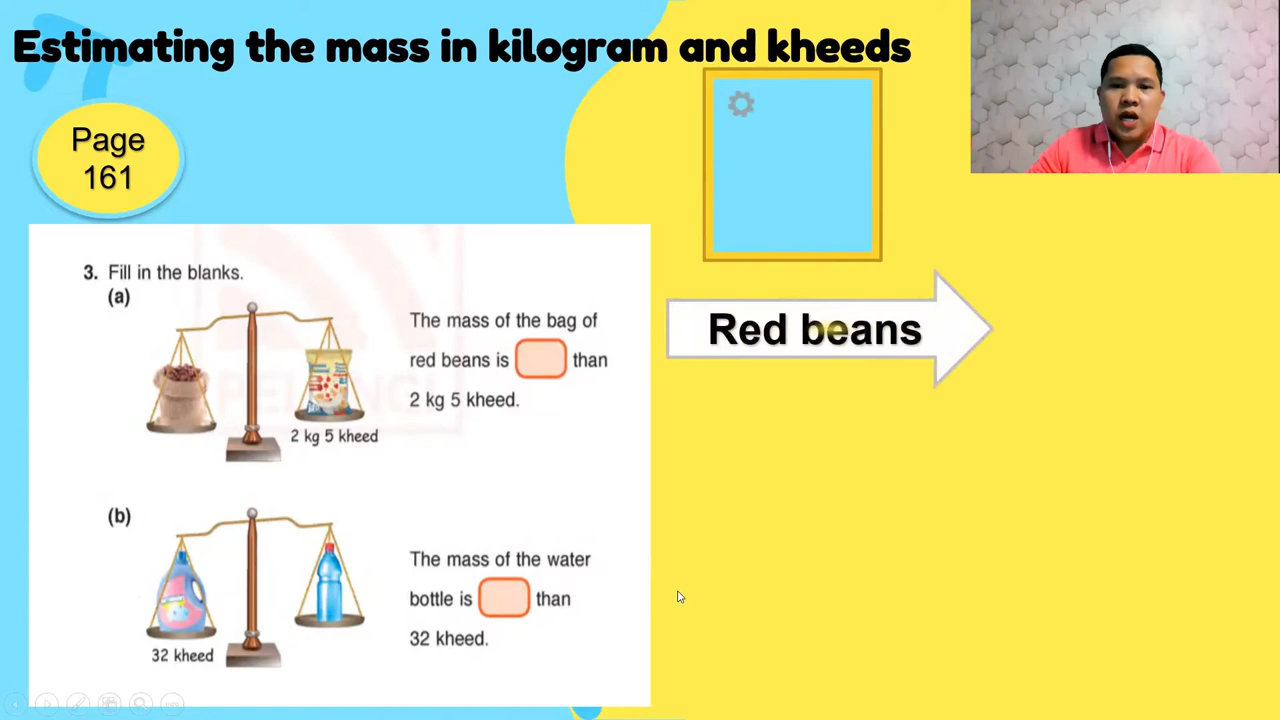 Estimating the mass in kilogram and kheeds
Page
161
3. Fill in the blanks.
(a)
The mass of the bag of
red beans is than
2 kg 5 kheed.
2 kg 5 kheed
(b)
The mass of the water
bottle is than
32 kheed.
32 kheed
Red beans